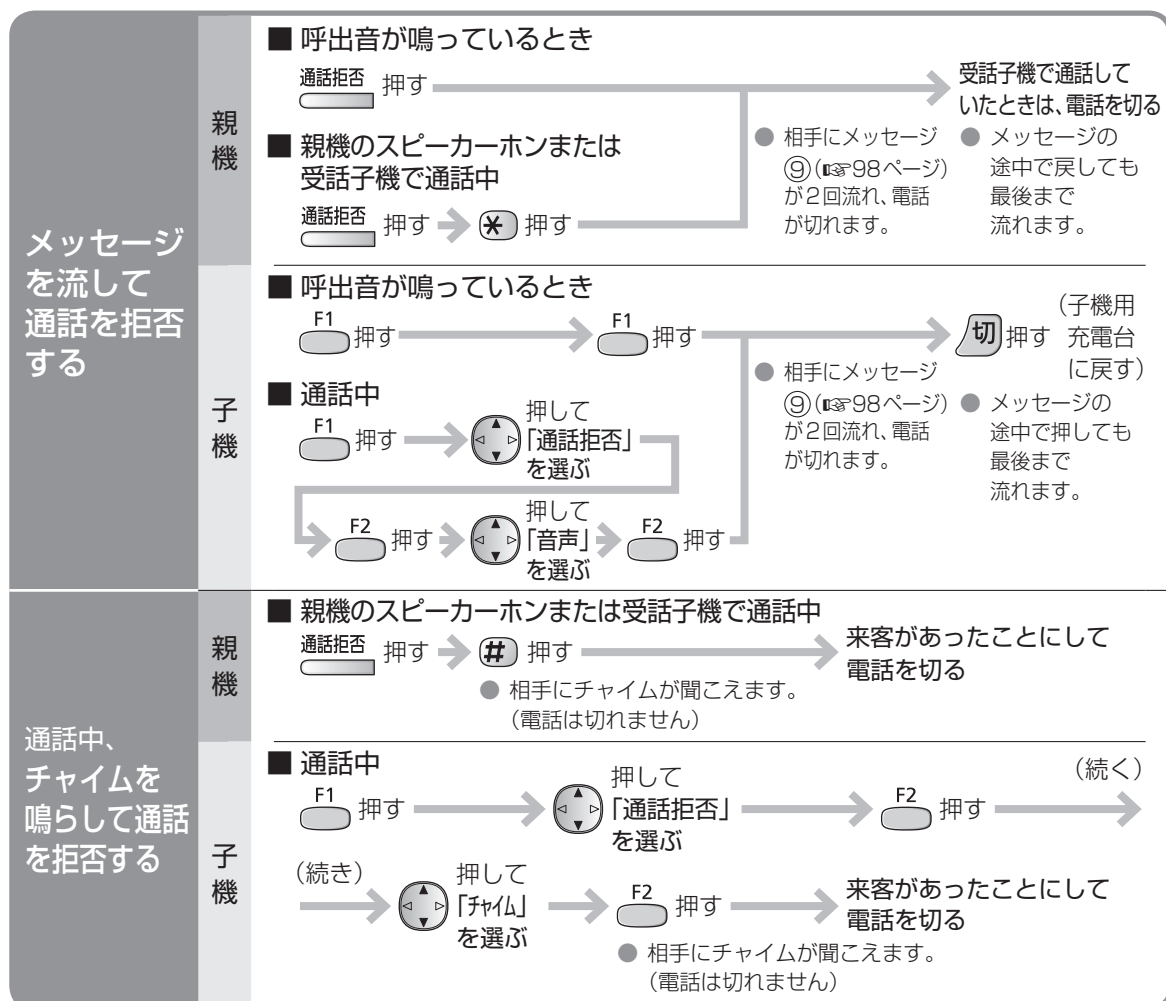 メッセージ
を流して
通話を拒否
する
親機
■ 呼出音が鳴っているとき
通話拒否 押す
■ 親機のスピーカーホンまたは
受話子機で通話中
通話拒否 押す ＊ 押す
● 相手にメッセージ
⑨(☞98ページ)
が2回流れ、電話
が切れます。
受話子機で通話して
いたときは、電話を切る
● メッセージの
途中で戻しても
最後まで
流れます。
子機
■ 呼出音が鳴っているとき
F1 押す F1 押す
■ 通話中
F1 押す 押して
「通話拒否」
を選ぶ
F2 押す 押して
「音声」
を選ぶ
F2 押す
● 相手にメッセージ
⑨(☞98ページ)
が2回流れ、電話
が切れます。
切 押す (子機用
充電台
に戻す)
● メッセージの
途中で押しても
最後まで
流れます。
通話中、
チャイムを
鳴らして通話
を拒否する
親機
■ 親機のスピーカーホンまたは受話子機で通話中
通話拒否 押す # 押す
● 相手にチャイムが聞こえます。
(電話は切れません)
来客があったことにして
電話を切る
子機
■ 通話中
F1 押す 押して
「通話拒否」
を選ぶ
F2 押す (続く)
(続き) 押して
「チャイム」
を選ぶ
F2 押す
● 相手にチャイムが聞こえます。
(電話は切れません)
来客があったことにして
電話を切る